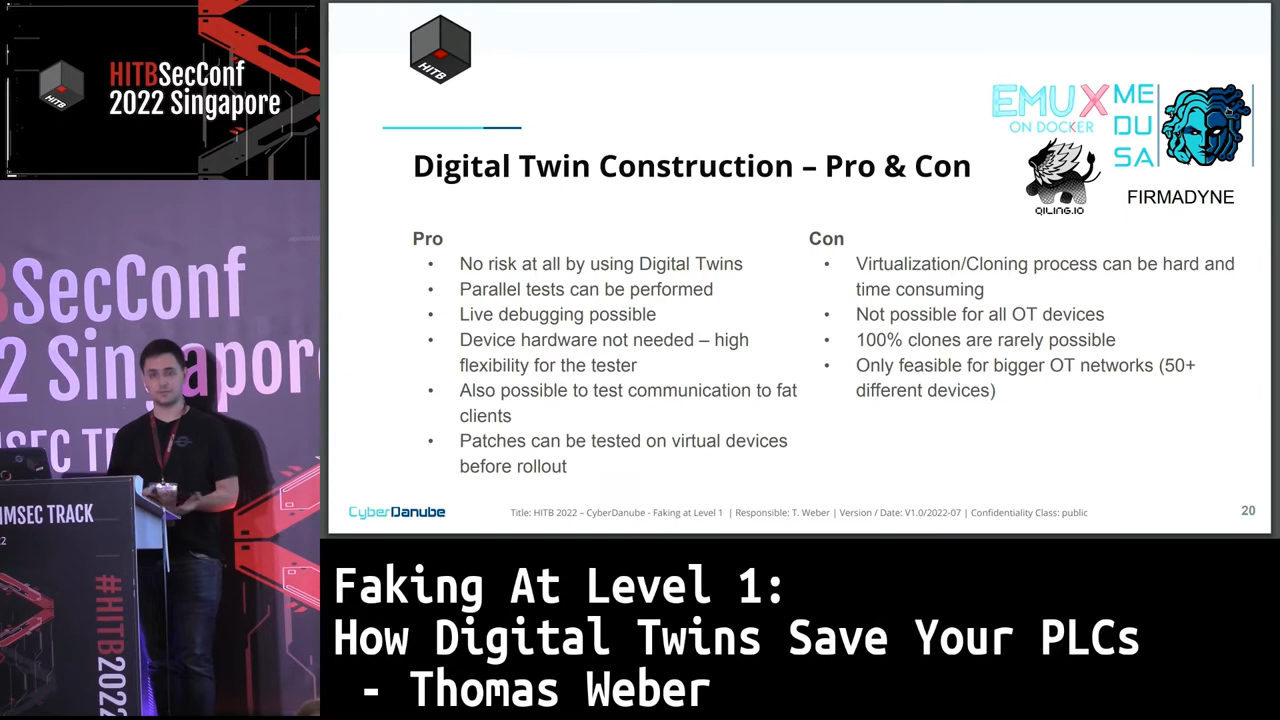 HITBSecConf
2022 Singapore
HITB
HITB
EMUX
ON DOCKER
ME
DU
SA
QILING.IO
FIRMADYNE
Digital Twin Construction – Pro & Con
Pro
• No risk at all by using Digital Twins
• Parallel tests can be performed
• Live debugging possible
• Device hardware not needed – high
flexibility for the tester
• Also possible to test communication to fat
clients
• Patches can be tested on virtual devices
before rollout
Con
• Virtualization/Cloning process can be hard and
time consuming
• Not possible for all OT devices
• 100% clones are rarely possible
• Only feasible for bigger OT networks (50+
different devices)
CyberDanube
Title: HITB 2022 – CyberDanube - Faking at Level 1 | Responsible: T. Weber | Version / Date: V1.0/2022-07 | Confidentiality Class: public
20
SecConf
2 Singapor
MSEC TR
MSEC TRACK
#HITB2022
Faking At Level 1:
How Digital Twins Save Your PLCs
- Thomas Weber